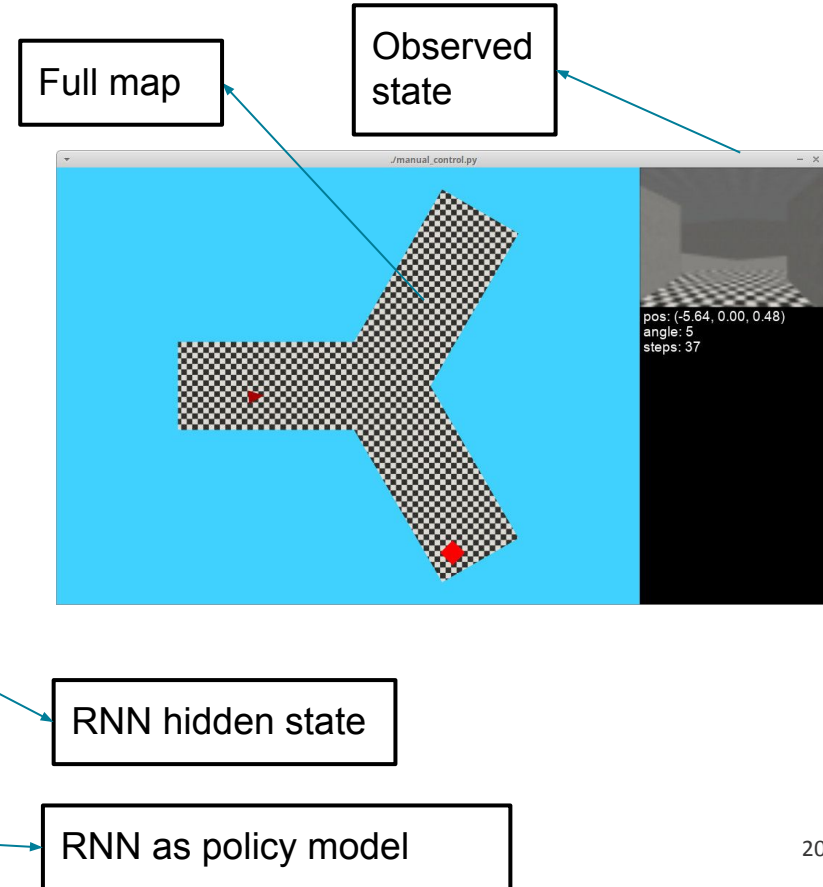 Full map
Observed
state
./manual_control.py
pos: (-5.64, 0.00, 0.48)
angle: 5
steps: 37
RNN hidden state
RNN as policy model
20